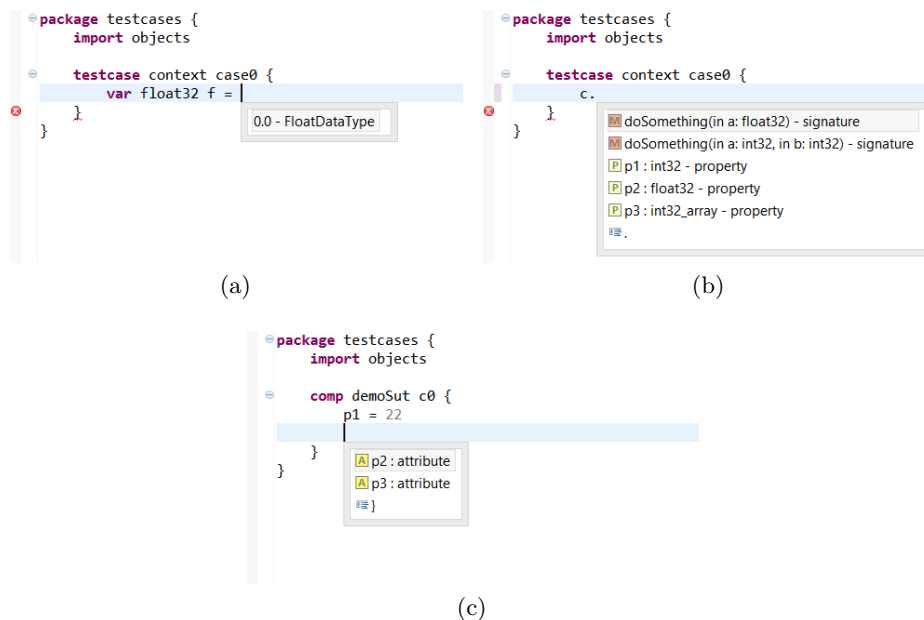 package testcases {
import objects
testcase context case0 {
var float32 f =
}
}
0.0 - FloatDataType
(a)
package testcases {
import objects
testcase context case0 {
c.
}
}
M doSomething(in a: float32) - signature
M doSomething(in a: int32, in b: int32) - signature
P p1 : int32 - property
P p2 : float32 - property
P p3 : int32_array - property
.
(b)
package testcases {
import objects
comp demoSut c0 {
p1 = 22
}
}
A p2 : attribute
A p3 : attribute
}
(c)